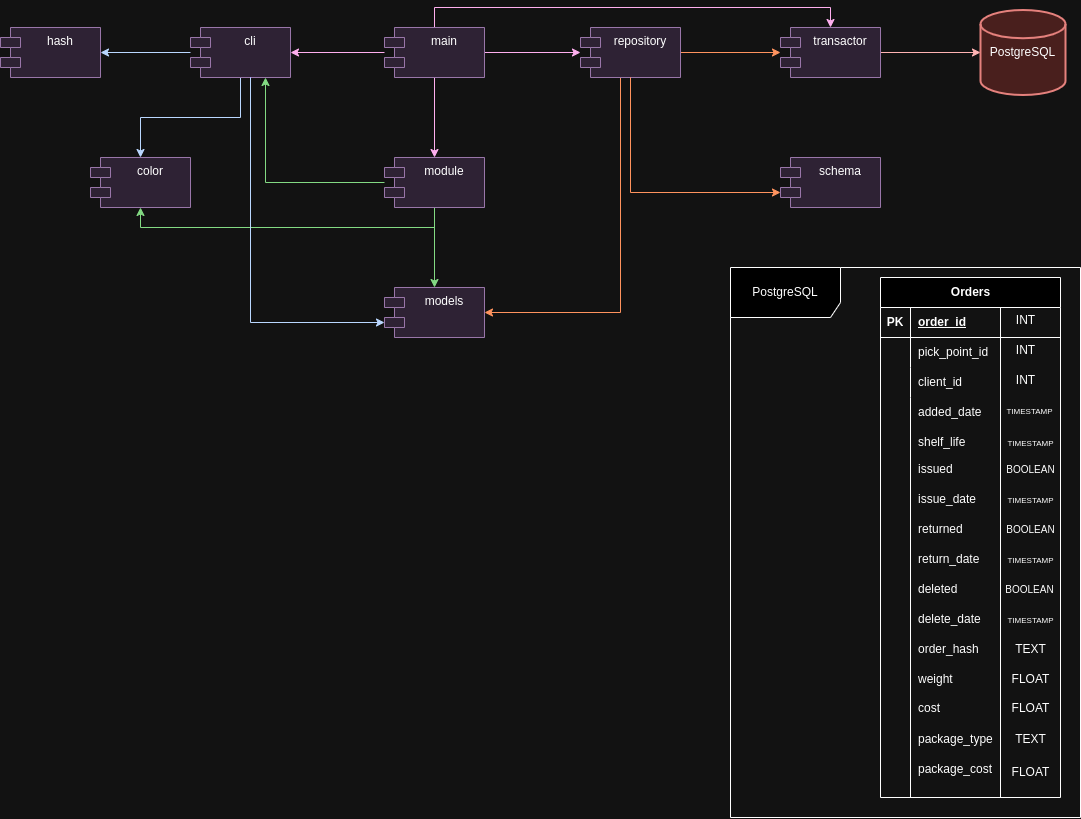 hash
cli
main
repository
transactor
PostgreSQL
color
module
schema
models
PostgreSQL
Orders
PK order_id INT
pick_point_id INT
client_id INT
added_date TIMESTAMP
shelf_life TIMESTAMP
issued BOOLEAN
issue_date TIMESTAMP
returned BOOLEAN
return_date TIMESTAMP
deleted BOOLEAN
delete_date TIMESTAMP
order_hash TEXT
weight FLOAT
cost FLOAT
package_type TEXT
package_cost FLOAT